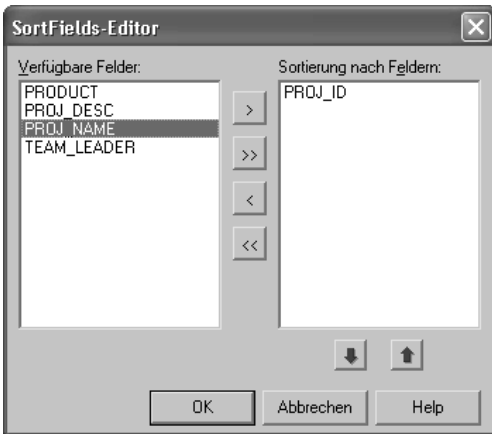 SortFields-Editor
Verfügbare Felder:
PRODUCT
PROJ_DESC
PROJ_NAME
TEAM_LEADER
>
>>
<
<<
Sortierung nach Feldern:
PROJ_ID
OK
Abbrechen
Help